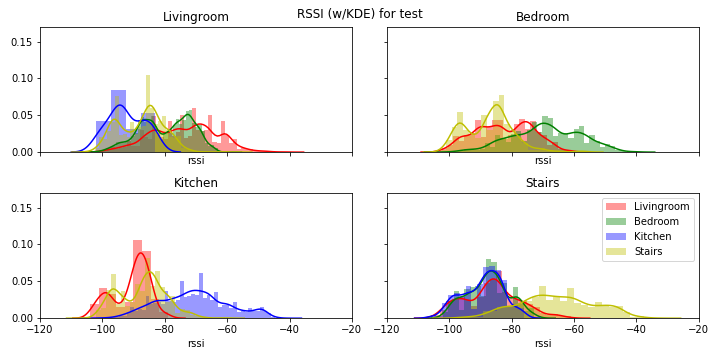 RSSI (w/KDE) for test
Livingroom
Bedroom
0.15
0.10
0.05
0.00
rssi
rssi
Kitchen
Stairs
0.15
0.10
0.05
0.00
−120 −100 −80 −60 −40 −20
rssi
Livingroom
Bedroom
Kitchen
Stairs
−120 −100 −80 −60 −40 −20
rssi